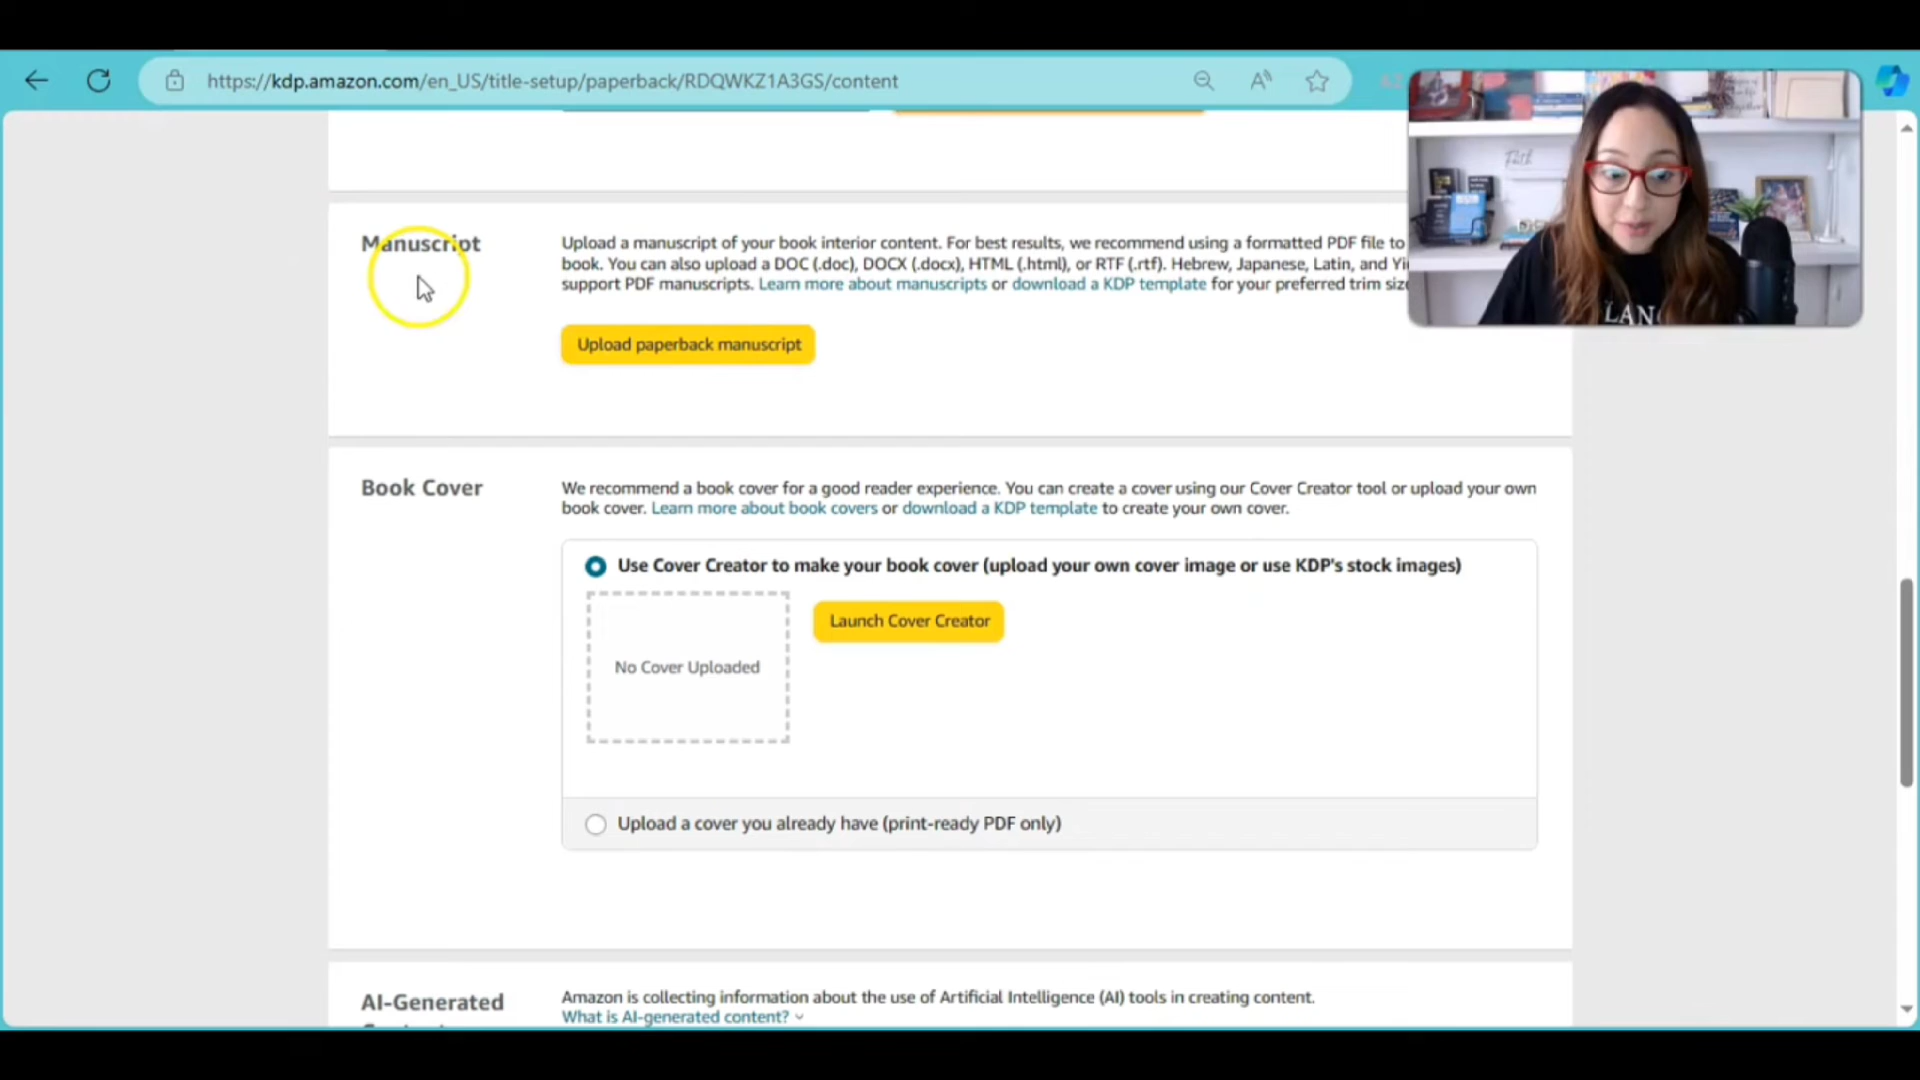 https://kdp.amazon.com/en_US/title-setup/paperback/RDQWKZ1A3GS/content
Manuscript
Upload a manuscript of your book interior content. For best results, we recommend using a formatted PDF file to
book. You can also upload a DOC (.doc), DOCX (.docx), HTML (.html), or RTF (.rtf). Hebrew, Japanese, Latin, and
support PDF manuscripts. Learn more about manuscripts or download a KDP template for your preferred trim
Upload paperback manuscript
Book Cover
We recommend a book cover for a good reader experience. You can create a cover using our Cover Creator tool or upload your own
book cover. Learn more about book covers or download a KDP template to create your own cover.
Use Cover Creator to make your book cover (upload your own cover image or use KDP's stock images)
Launch Cover Creator
No Cover Uploaded
Upload a cover you already have (print-ready PDF only)
AI-Generated
Amazon is collecting information about the use of Artificial Intelligence (AI) tools in creating content.
What is AI-generated content?